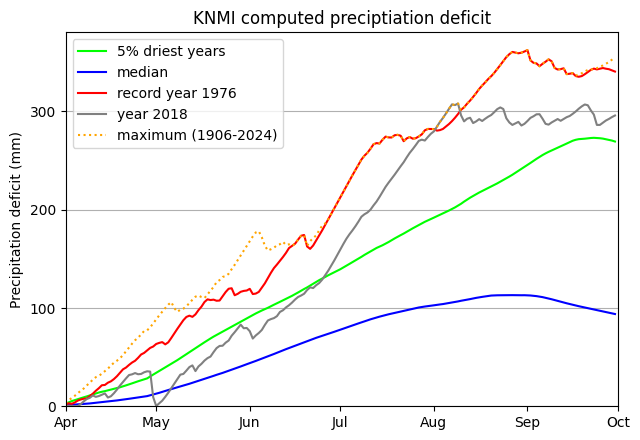 KNMI computed preciptiation deficit
5% driest years
median
record year 1976
year 2018
maximum (1906-2024)
Precipitation deficit (mm)
300
200
100
0
Apr May Jun Jul Aug Sep Oct